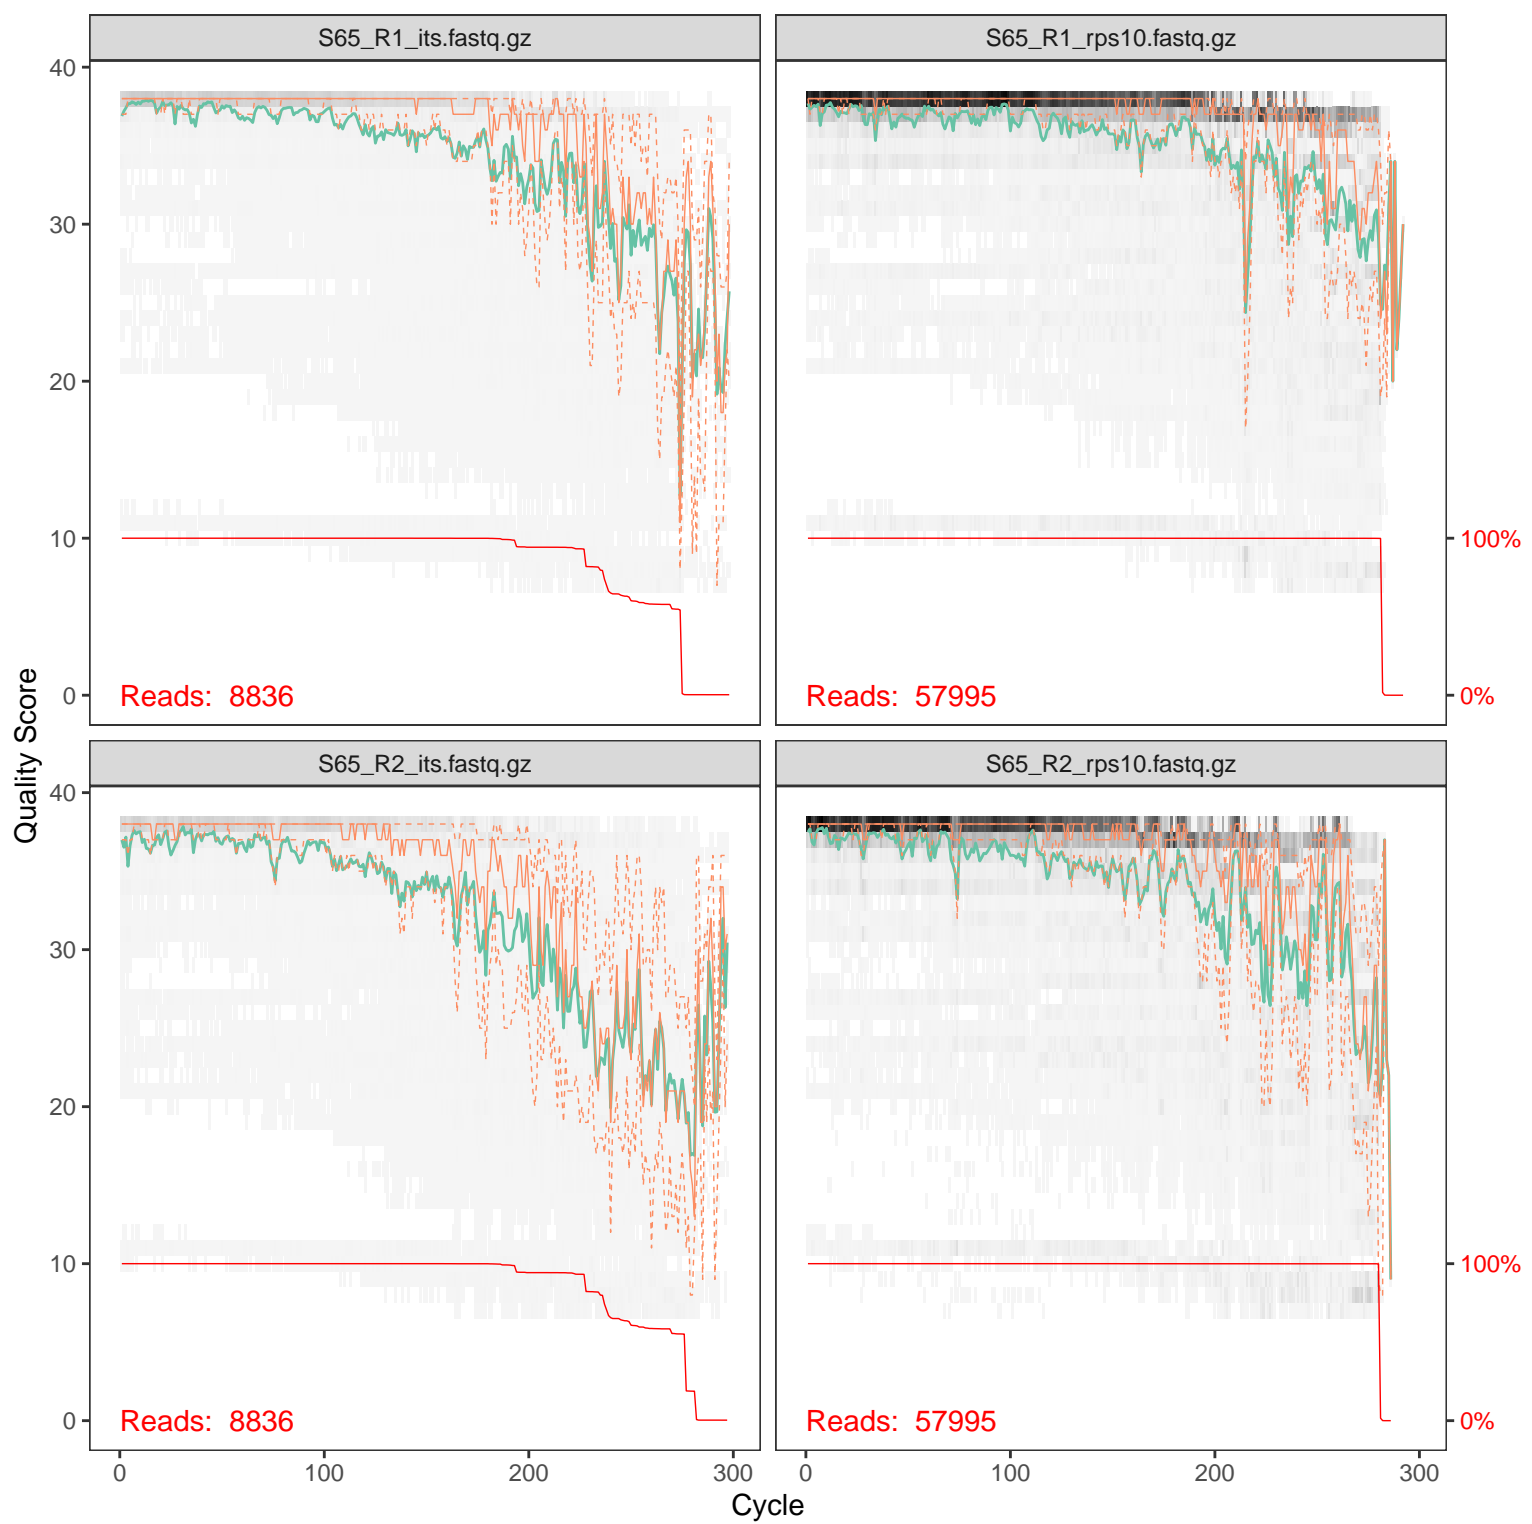 S65_R1_its.fastq.gz
S65_R1_rps10.fastq.gz
40
30
20
10
0
100%
0%
Reads: 8836
Reads: 57995
Quality Score
S65_R2_its.fastq.gz
S65_R2_rps10.fastq.gz
40
30
20
10
0
100%
0%
Reads: 8836
Reads: 57995
0 100 200 300
0 100 200 300
Cycle